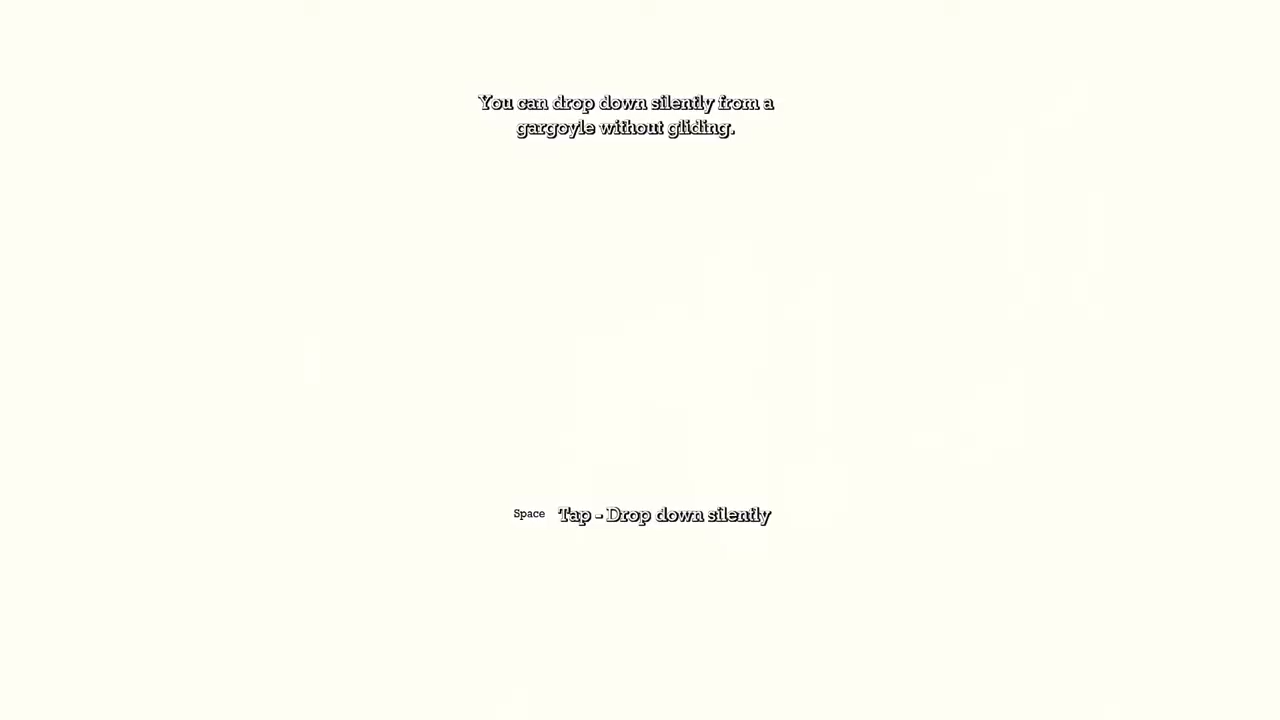 You can drop down silently from a
gargoyle without gliding.
Space Tap - Drop down silently